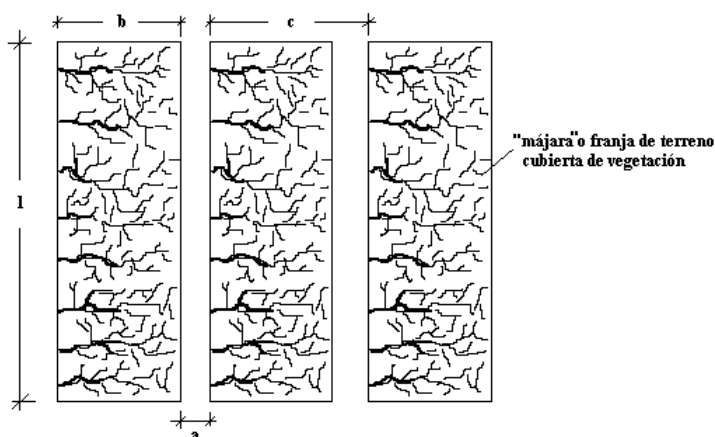 b
c
l
"májara"o franja de terreno
cubierta de vegetación
a